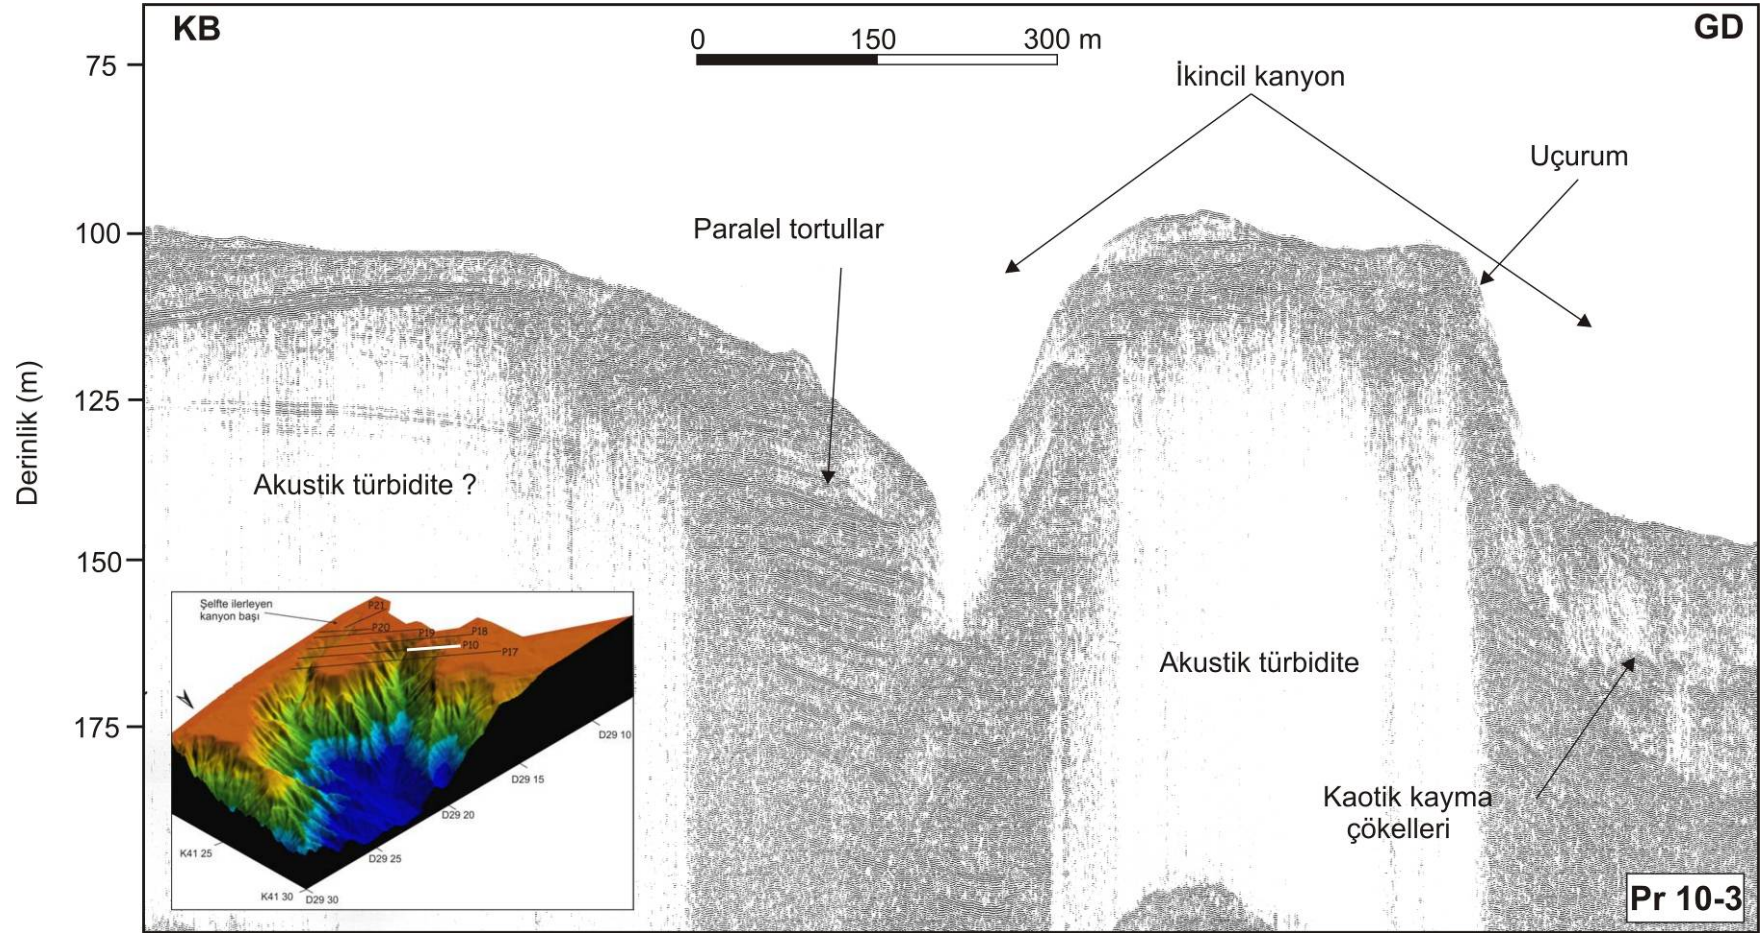 KB
GD
0 150 300 m
75
İkincil kanyon
Uçurum
100
Paralel tortullar
125
Derinlik (m)
Akustik türbidite ?
150
Şelfte ilerleyen
kanyon başı
P21
P20
P19
P18
P10
P17
Akustik türbidite
175
D29 10
D29 15
Kaotik kayma
çökelleri
D29 20
K41 25
D29 25
K41 30
D29 30
Pr 10-3